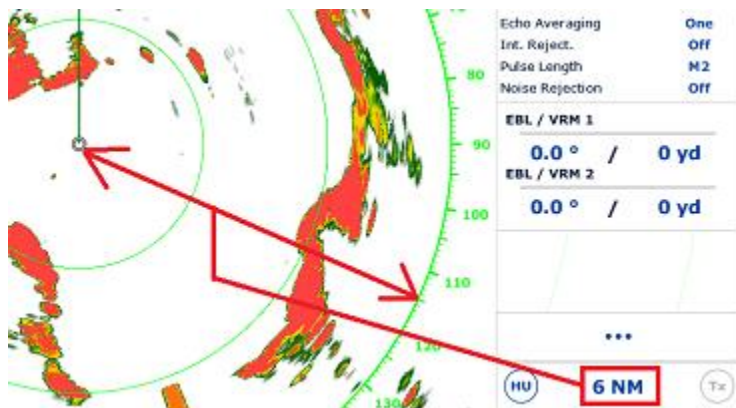 Echo Averaging One
Int. Reject. Off
Pulse Length M2
Noise Rejection Off
EBL / VRM 1
0.0 ° / 0 yd
EBL / VRM 2
0.0 ° / 0 yd
80
90
100
110
120
130
•••
HU 6 NM Tx